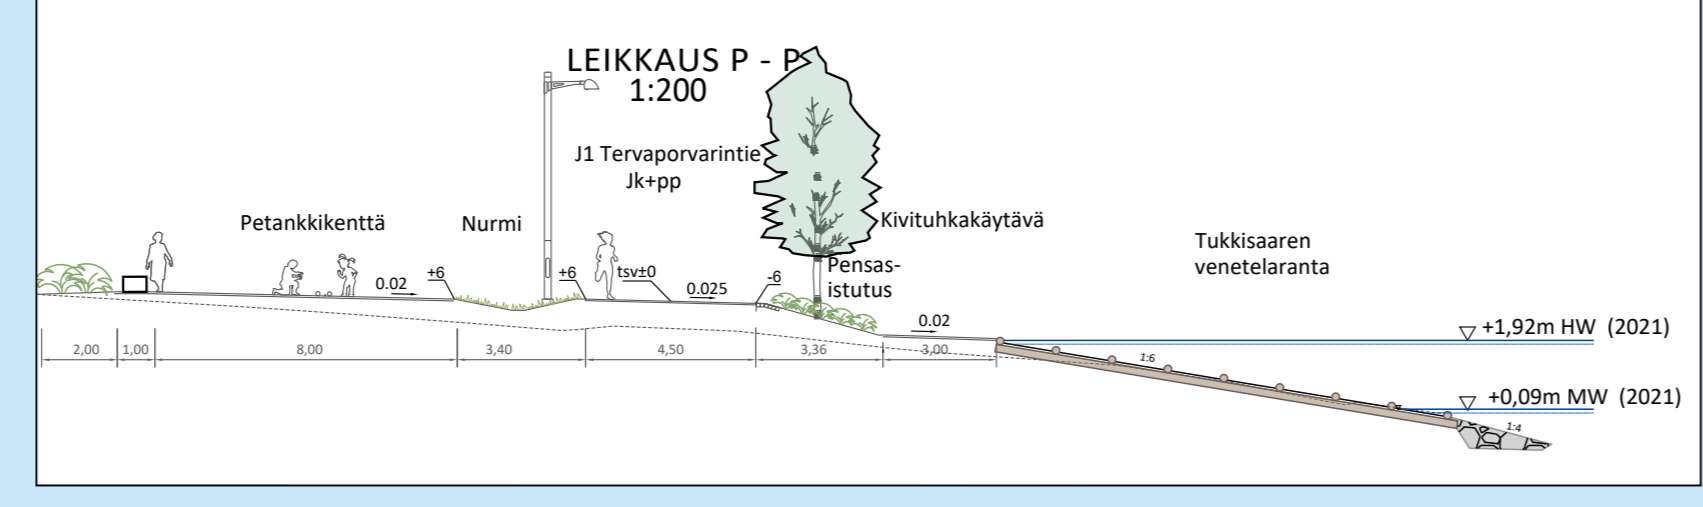 LEIKKAUS P - P
1:200
J1 Tervaporvarintie
Jk+pp
Petankkikenttä
Nurmi
Kivituhkakäytävä
Pensas-
istutus
Tukkisaaren
venetelaranta
0.02
+6
+6
tsv±0
0.025
-6
0.02
+1,92m HW (2021)
2,00
1,00
8,00
3,40
4,50
3,36
3,00
1:6
+0,09m MW (2021)
1:4